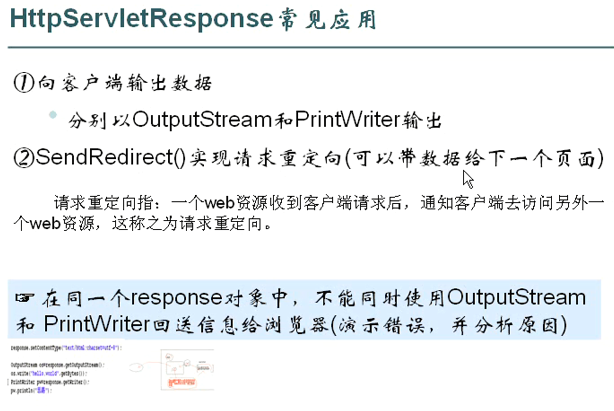 HttpServletResponse常见应用
①向客户端输出数据
分别以OutputStream和PrintWriter输出
②SendRedirect()实现请求重定向(可以带数据给下一个页面)
请求重定向指：一个web资源收到客户端请求后，通知客户端去访问另外一
个web资源，这称之为请求重定向。
☞在同一个response对象中，不能同时使用OutputStream
和 PrintWriter回送信息给浏览器(演示错误，并分析原因)
response.setContentType("text/html;charset=utf-8");
OutputStream os=response.getOutputStream();
os.write("hello.world".getBytes());
PrintWriter pw=response.getWriter();